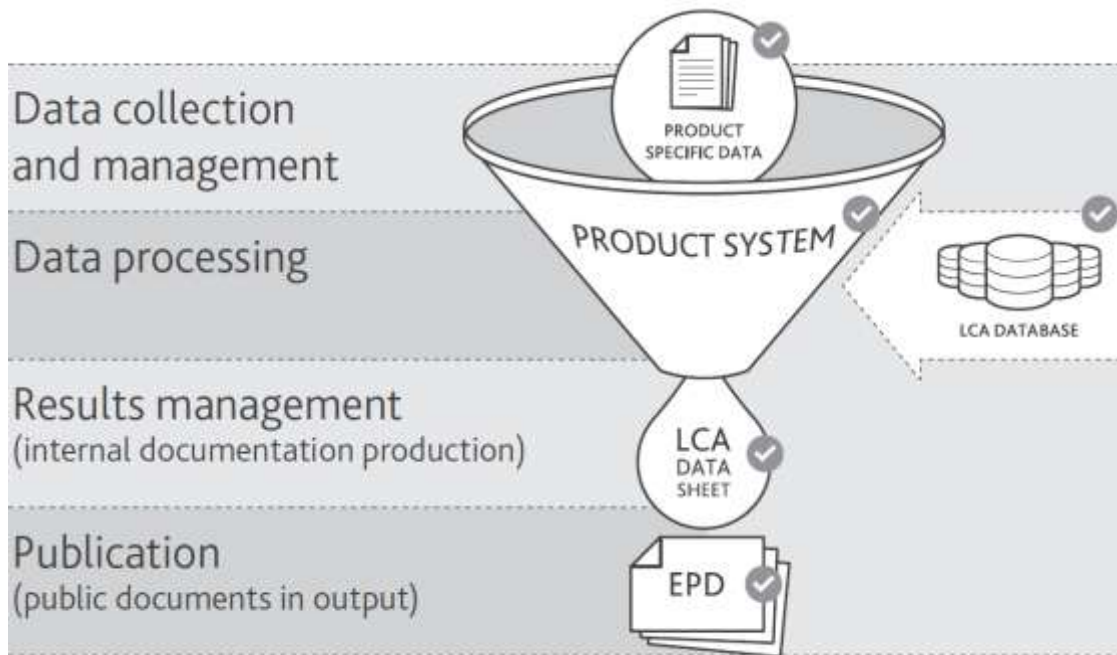 Data collection
and management
PRODUCT
SPECIFIC DATA
Data processing
PRODUCT SYSTEM
LCA DATABASE
Results management
(internal documentation production)
LCA
DATA
SHEET
Publication
(public documents in output)
EPD